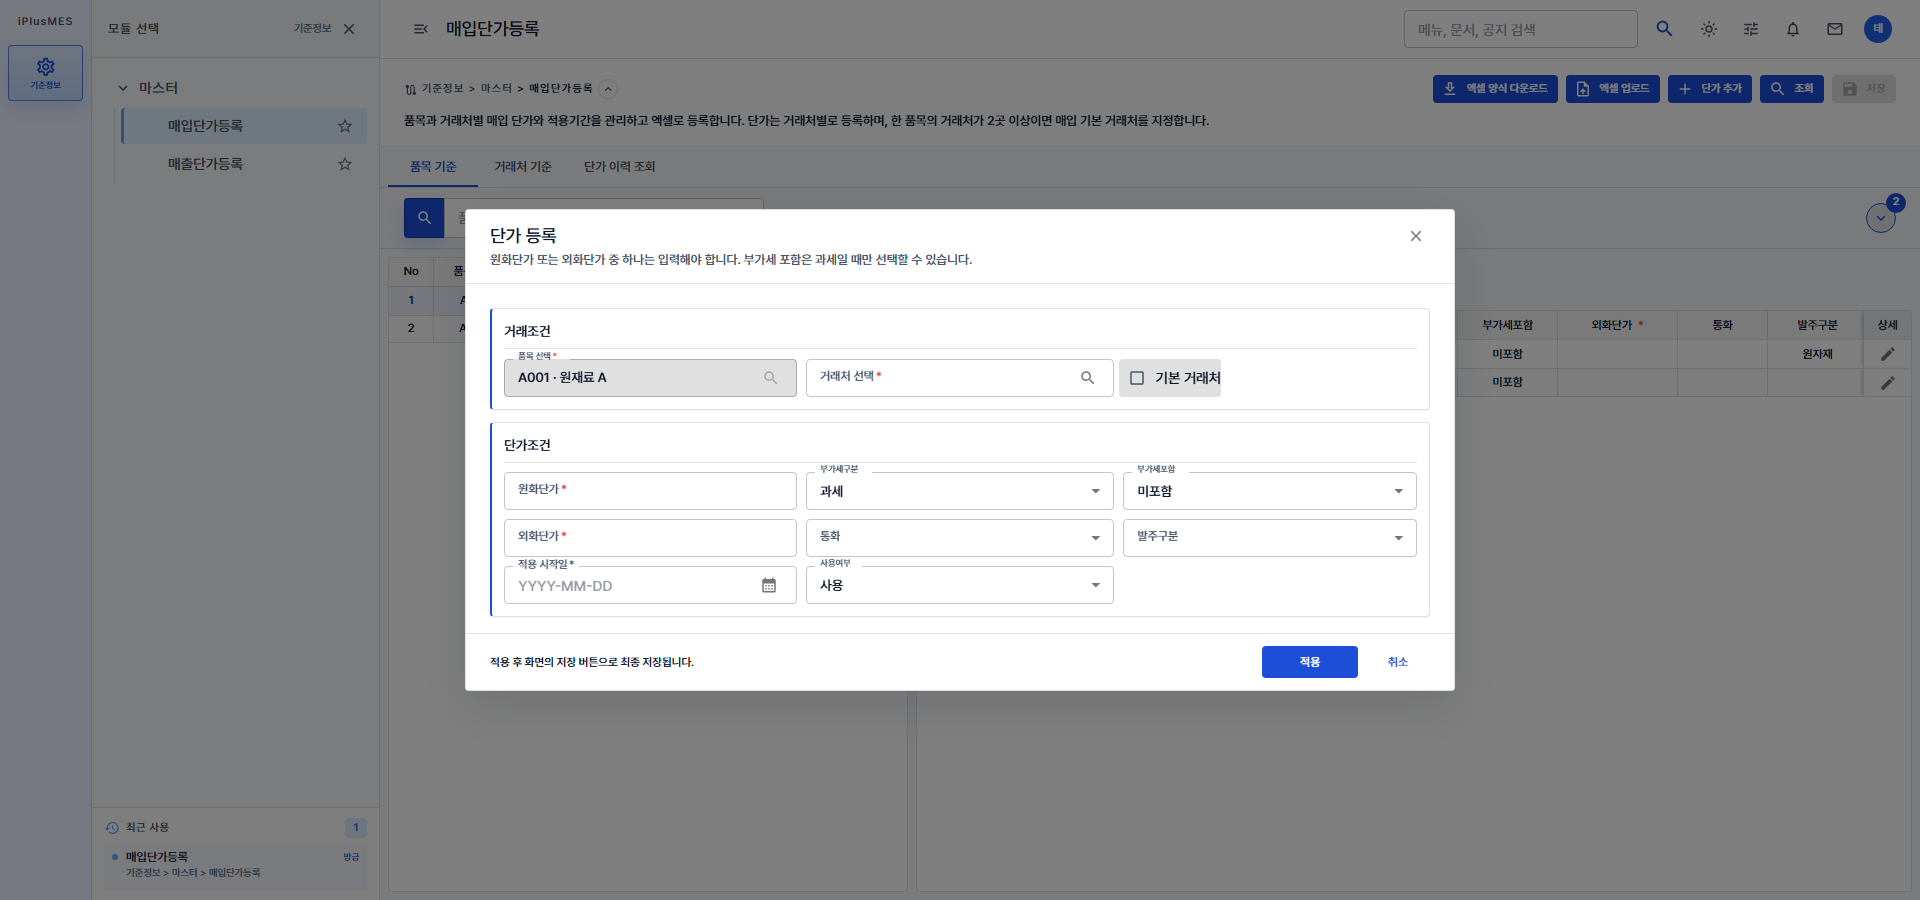 iPlusMES
기준정보
모듈 선택
기준정보
마스터
매입단가등록
매출단가등록
최근 사용
1
매입단가등록
방금
기준정보 > 마스터 > 매입단가등록
매입단가등록
메뉴, 문서, 공지 검색
테
기준정보 > 마스터 > 매입단가등록
엑셀 양식 다운로드
엑셀 업로드
단가 추가
조회
저장
품목과 거래처별 매입 단가와 적용기간을 관리하고 엑셀로 등록합니다. 단가는 거래처별로 등록하며, 한 품목의 거래처가 2곳 이상이면 매입 기본 거래처를 지정합니다.
품목 기준
거래처 기준
단가 이력 조회
2
No
1
2
부가세포함
외화단가 *
통화
발주구분
상세
미포함
원자재
미포함
단가 등록
원화단가 또는 외화단가 중 하나는 입력해야 합니다. 부가세 포함은 과세일 때만 선택할 수 있습니다.
거래조건
품목 선택 *
A001 · 원재료 A
거래처 선택 *
기본 거래처
단가조건
원화단가 *
부가세구분
과세
부가세포함
미포함
외화단가 *
통화
발주구분
적용 시작일 *
YYYY-MM-DD
사용여부
사용
적용 후 화면의 저장 버튼으로 최종 저장됩니다.
적용
취소